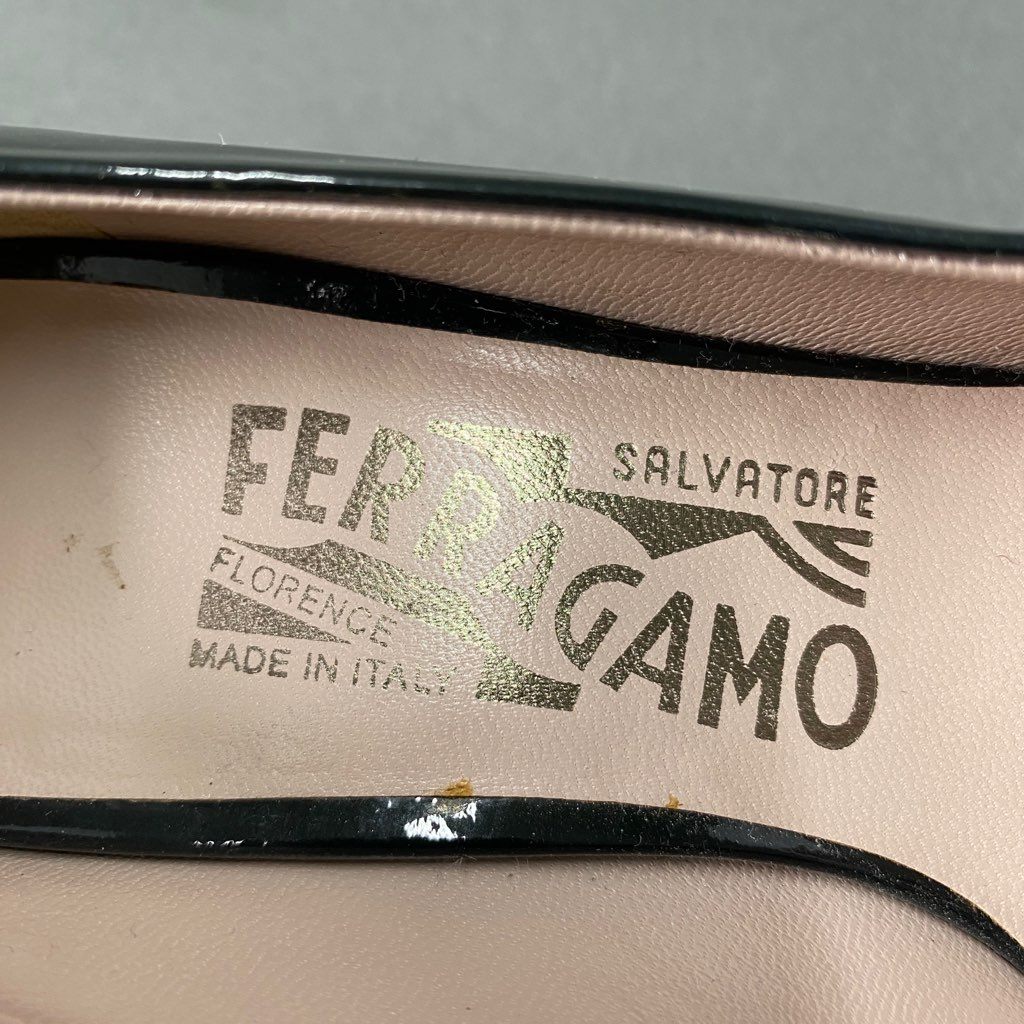 SALVATORE
FERRAGAMO
FLORENCE
MADE IN ITALY